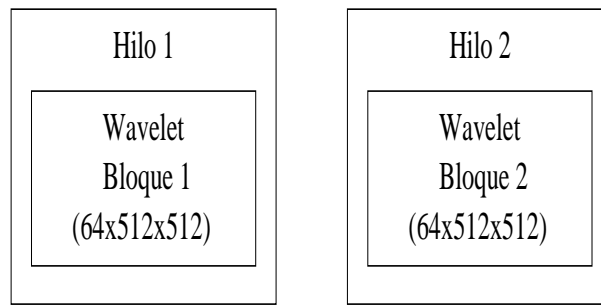 Hilo 1
Wavelet
Bloque 1
(64x512x512)
Hilo 2
Wavelet
Bloque 2
(64x512x512)